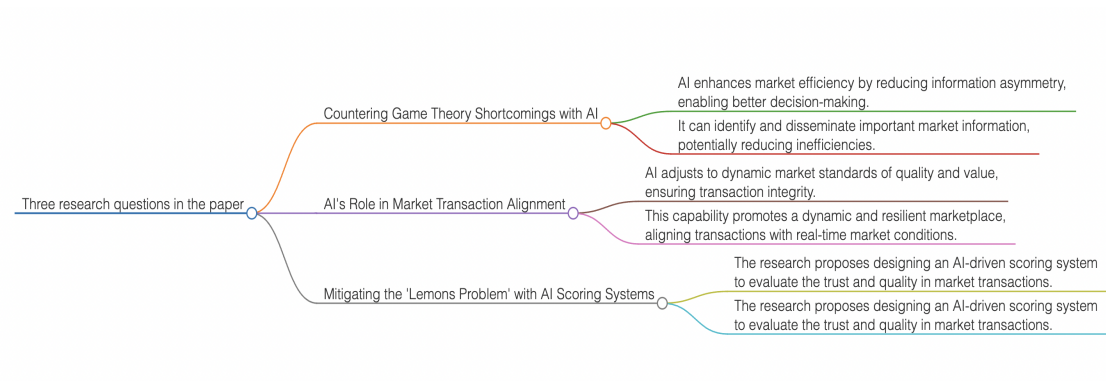 AI enhances market efficiency by reducing information asymmetry,
enabling better decision-making.
Countering Game Theory Shortcomings with AI
It can identify and disseminate important market information,
potentially reducing inefficiencies.
AI adjusts to dynamic market standards of quality and value,
ensuring transaction integrity.
Three research questions in the paper
AI's Role in Market Transaction Alignment
This capability promotes a dynamic and resilient marketplace,
aligning transactions with real-time market conditions.
The research proposes designing an AI-driven scoring system
to evaluate the trust and quality in market transactions.
Mitigating the 'Lemons Problem' with AI Scoring Systems
The research proposes designing an AI-driven scoring system
to evaluate the trust and quality in market transactions.